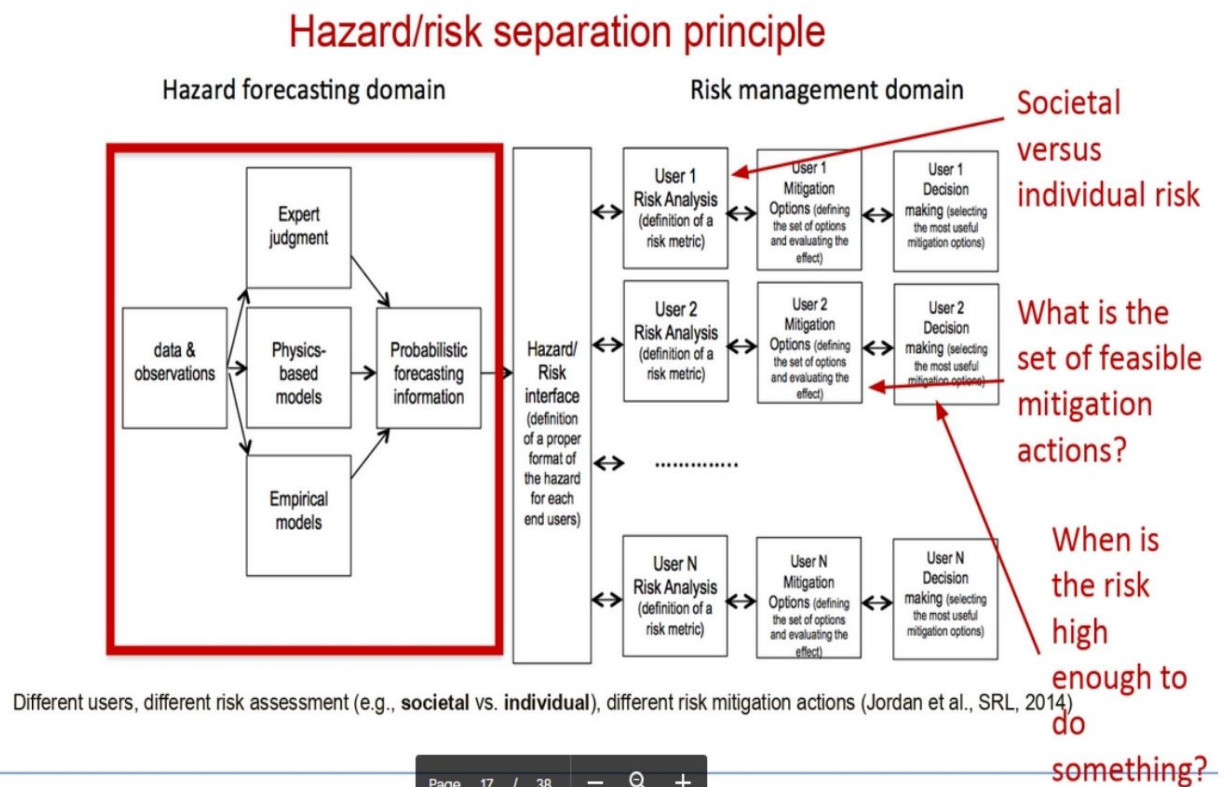 Hazard/risk separation principle
Hazard forecasting domain
Risk management domain
data &
observations
Expert
judgment
Physics-
based
models
Empirical
models
Probabilistic
forecasting
information
Hazard/
Risk
interface
(definition
of a proper
format of
the hazard
for each
end users)
User 1
Risk Analysis
(definition of a
risk metric)
User 1
Mitigation
Options (defining
the set of options
and evaluating the
effect)
User 1
Decision
making (selecting
the most useful
mitigation options)
User 2
Risk Analysis
(definition of a
risk metric)
User 2
Mitigation
Options (defining
the set of options
and evaluating the
effect)
User 2
Decision
making (selecting
the most useful
mitigation options)
..............
User N
Risk Analysis
(definition of a
risk metric)
User N
Mitigation
Options (defining
the set of options
and evaluating the
effect)
User N
Decision
making (selecting
the most useful
mitigation options)
Societal
versus
individual risk
What is the
set of feasible
mitigation
actions?
When is
the risk
high
enough to
do
something?
Different users, different risk assessment (e.g., societal vs. individual), different risk mitigation actions (Jordan et al., SRL, 2014)
Page 17 / 38